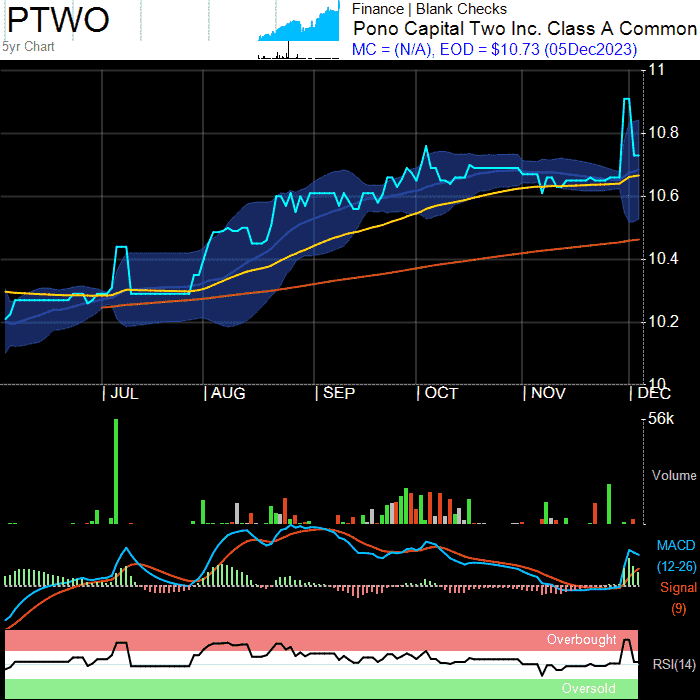 PTWO
5yr Chart
Finance | Blank Checks
Pono Capital Two Inc. Class A Common
MC = (N/A), EOD = $10.73 (05Dec2023)
11
10.8
10.6
10.4
10.2
10
| JUL | AUG | SEP | OCT | NOV | DEC
56k
Volume
MACD
(12-26)
Signal
(9)
Overbought
RSI(14)
Oversold